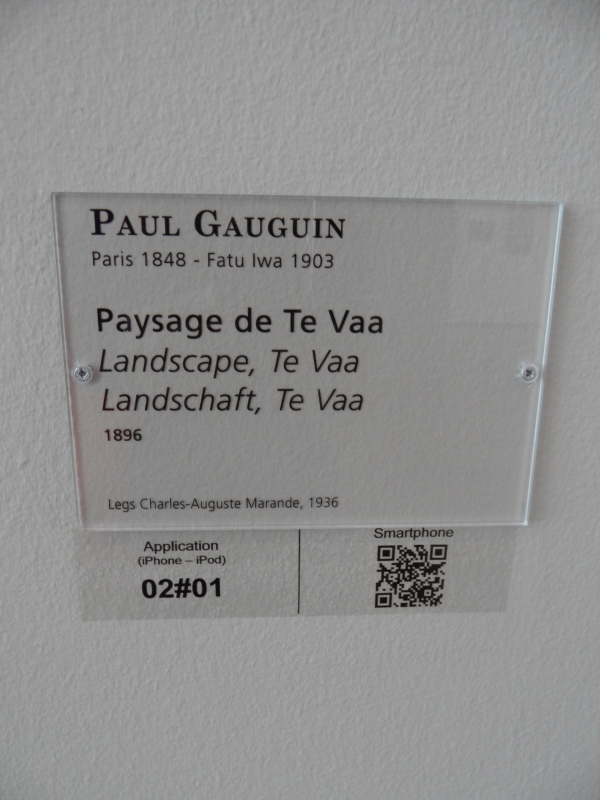 PAUL GAUGUIN
Paris 1848 - Fatu Iwa 1903
Paysage de Te Vaa
Landscape, Te Vaa
Landschaft, Te Vaa
1896
Legs Charles-Auguste Marande, 1936
Application
(iPhone – iPod)
02#01
Smartphone